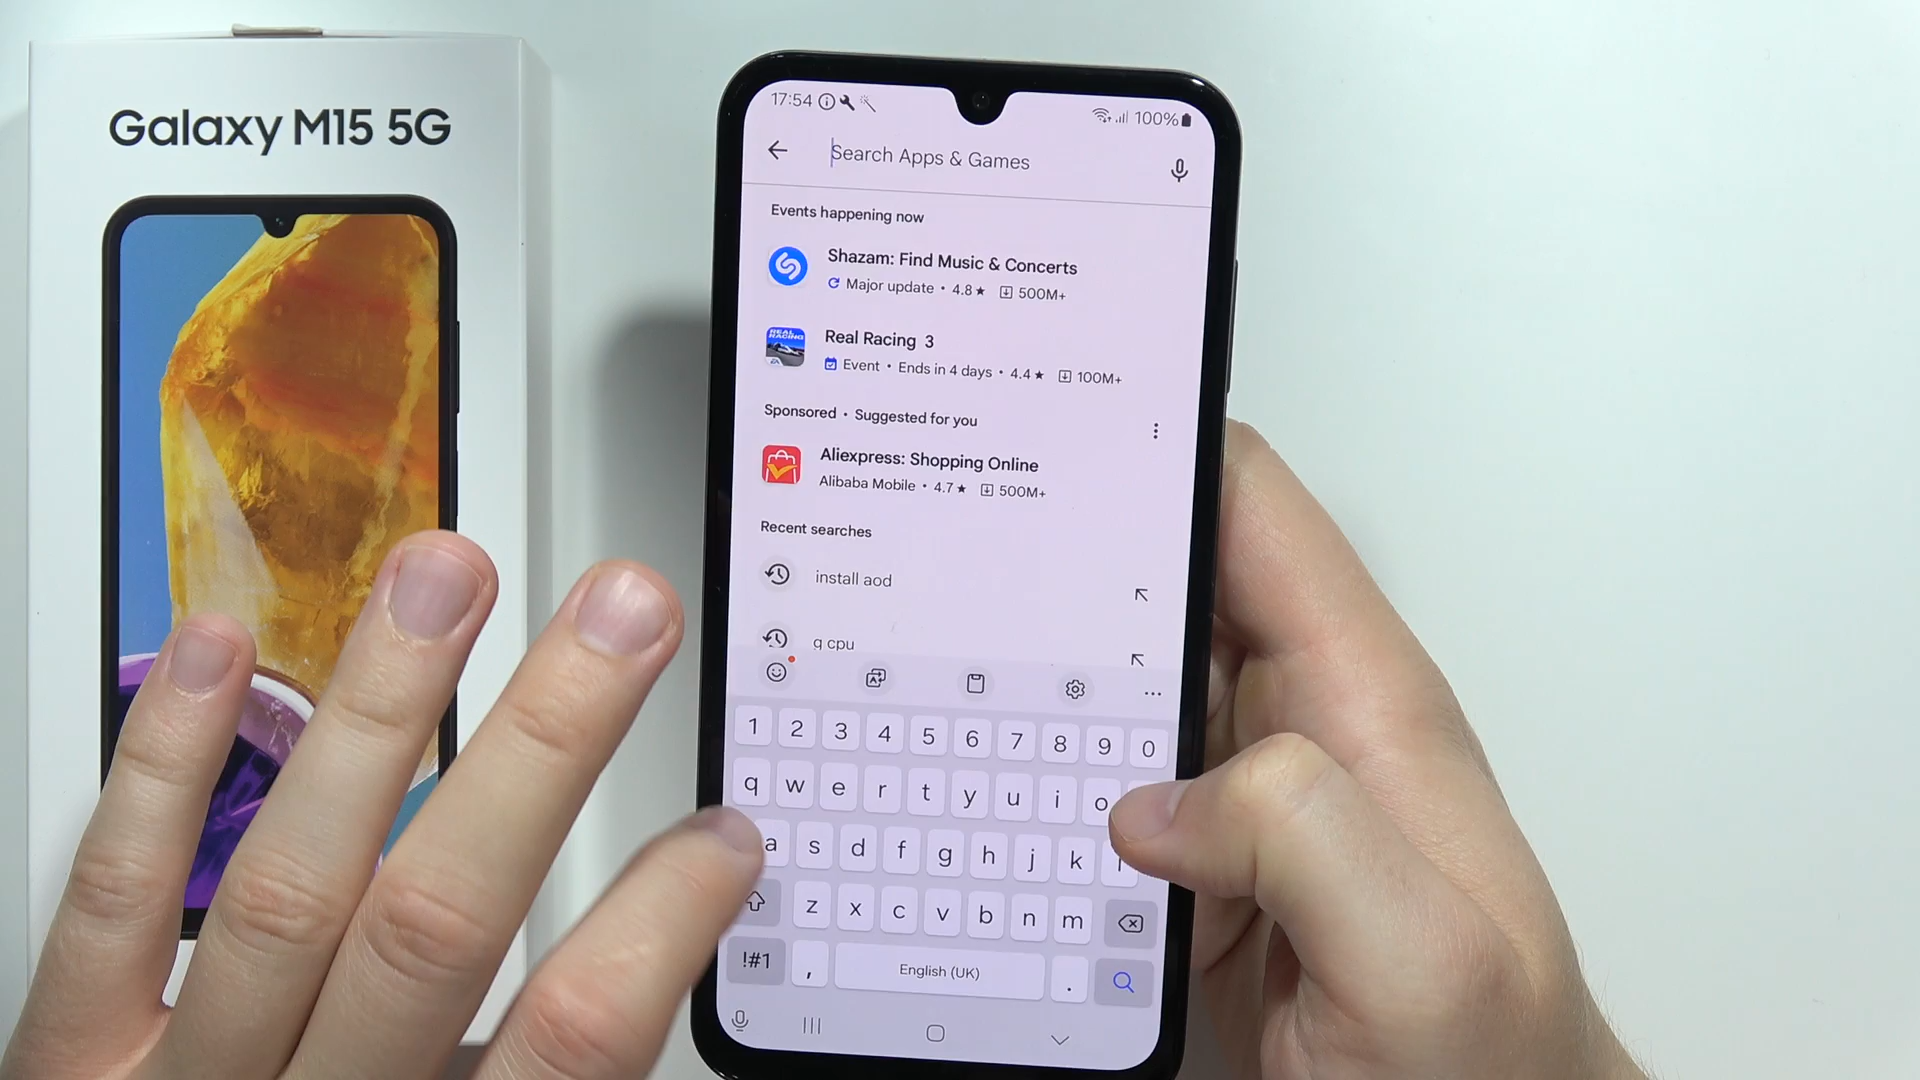 Galaxy M15 5G
17:54
100%
Search Apps & Games
Events happening now
Shazam: Find Music & Concerts
Major update • 4.8★ 500M+
REAL RACING
Real Racing 3
Event • Ends in 4 days • 4.4★ 100M+
Sponsored • Suggested for you
Aliexpress: Shopping Online
Alibaba Mobile • 4.7★ 500M+
Recent searches
install aod
g cpu
1 2 3 4 5 6 7 8 9 0
q w e r t y u i o
a s d f g h j k l
z x c v b n m
!#1 , English (UK) .